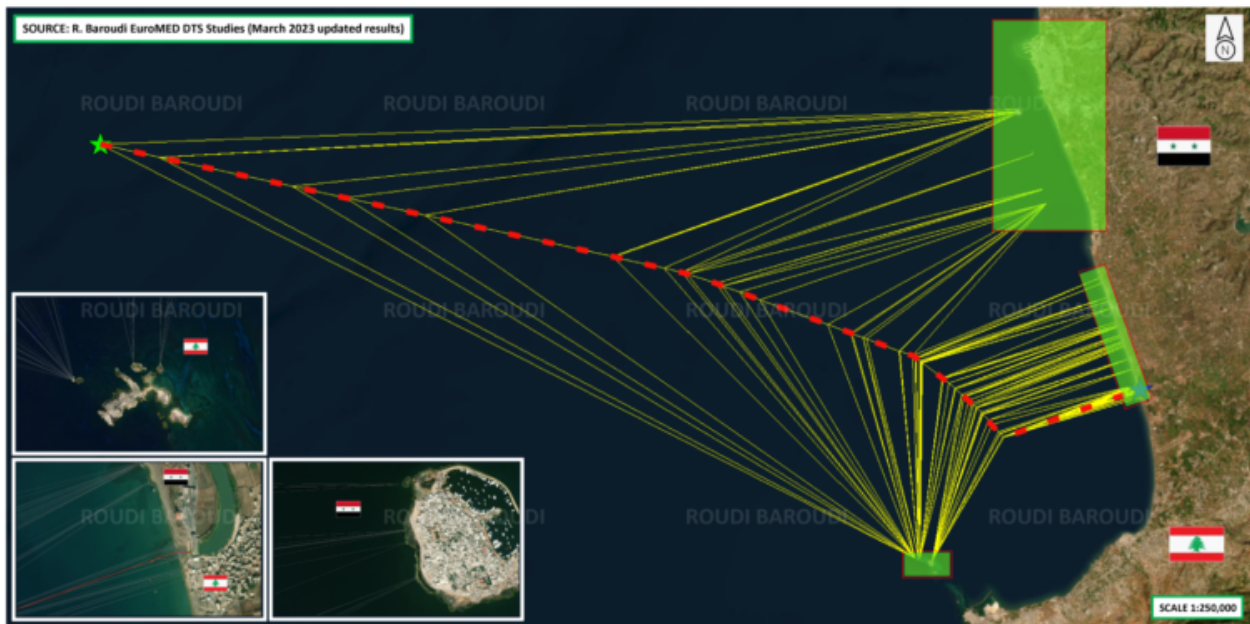 SOURCE: R. Baroudi EuroMED DTS Studies (March 2023 updated results)
N
ROUDI BAROUDI ROUDI BAROUDI ROUDI BAROUDI ROUDI BAROUDI
ROUDI BAROUDI ROUDI BAROUDI ROUDI BAROUDI ROUDI BAROUDI
ROUDI BAROUDI ROUDI BAROUDI ROUDI BAROUDI ROUDI BAROUDI
SCALE 1:250,000